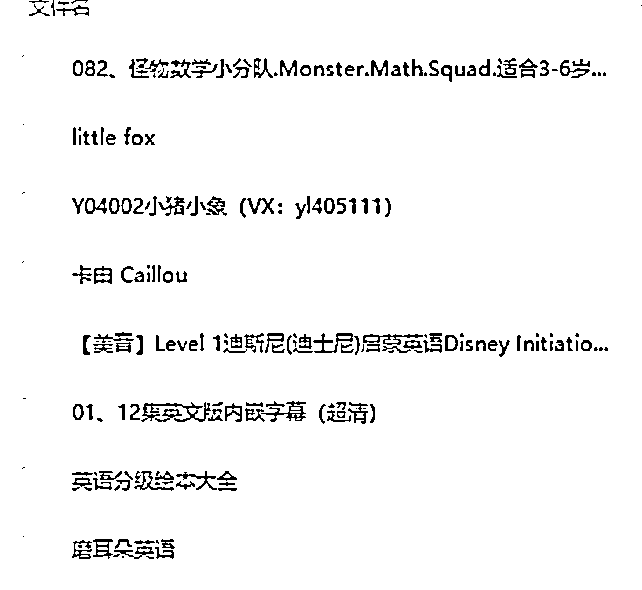 文件名
082、怪物数学小分队.Monster.Math.Squad.适合3-6岁...
little fox
Y04002小猪小象（VX：yl405111）
卡由 Caillou
【美音】Level 1迪斯尼(迪士尼)启蒙英语Disney Initiatio...
01、12集英文版内嵌字幕（超清）
英语分级绘本大全
磨耳朵英语